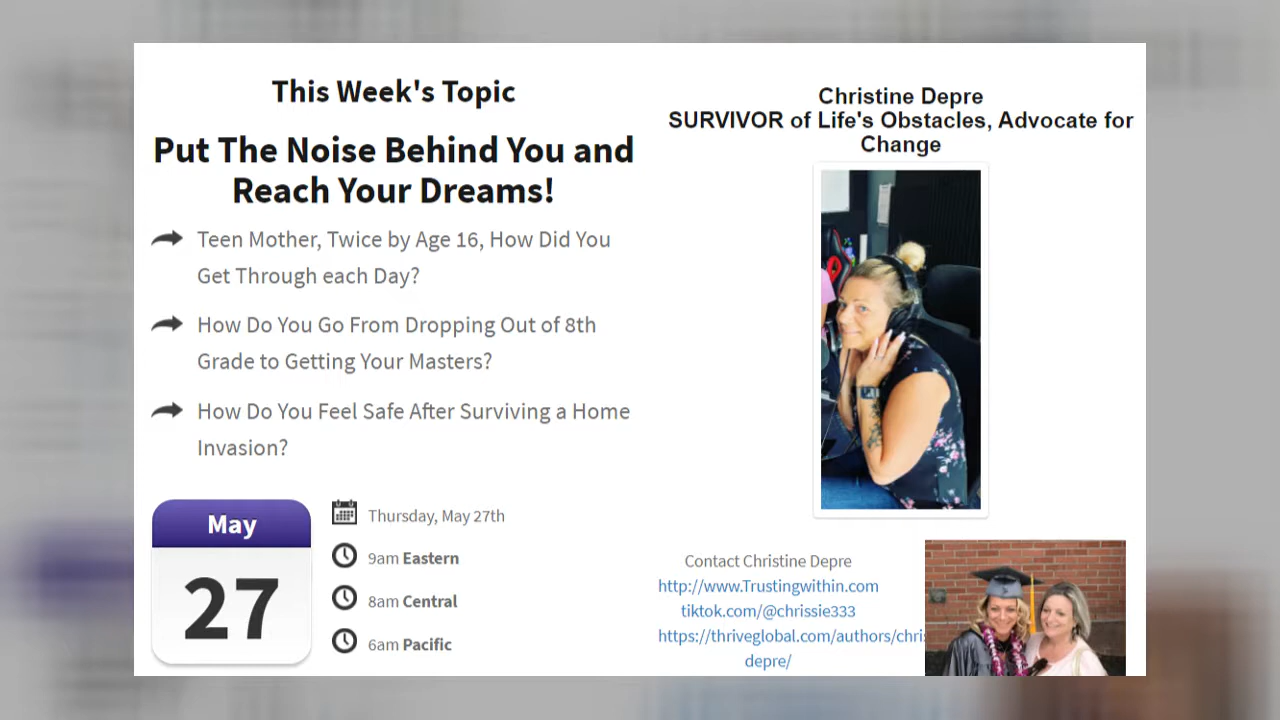 This Week's Topic
Put The Noise Behind You and
Reach Your Dreams!
Teen Mother, Twice by Age 16, How Did You
Get Through each Day?
How Do You Go From Dropping Out of 8th
Grade to Getting Your Masters?
How Do You Feel Safe After Surviving a Home
Invasion?
May
27
Thursday, May 27th
9am Eastern
8am Central
6am Pacific
Christine Depre
SURVIVOR of Life's Obstacles, Advocate for
Change
Contact Christine Depre
http://www.Trustingwithin.com
tiktok.com/@chrissie333
https://thriveglobal.com/authors/chris
depre/